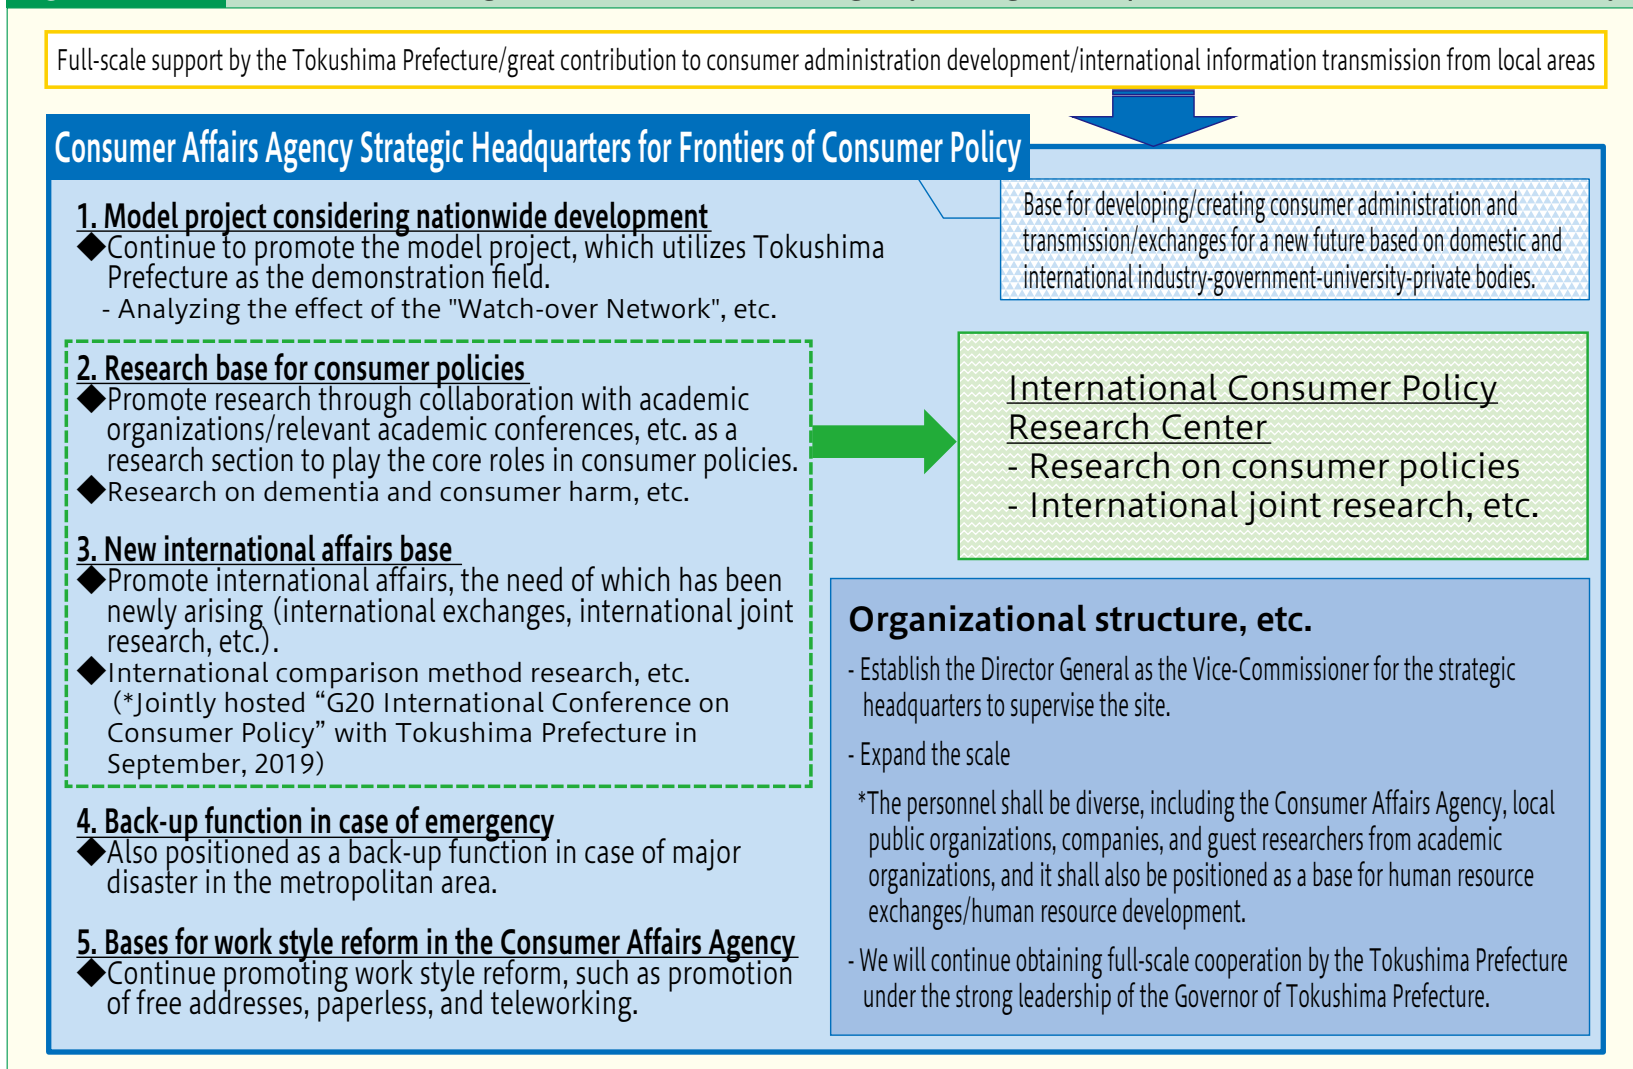 Full-scale support by the Tokushima Prefecture/great contribution to consumer administration development/international information transmission from local areas
Consumer Affairs Agency Strategic Headquarters for Frontiers of Consumer Policy
Base for developing/creating consumer administration and
transmission/exchanges for a new future based on domestic and
international industry-government-university-private bodies.
1. Model project considering nationwide development
◆Continue to promote the model project, which utilizes Tokushima
Prefecture as the demonstration field.
- Analyzing the effect of the "Watch-over Network", etc.
2. Research base for consumer policies
◆Promote research through collaboration with academic
organizations/relevant academic conferences, etc. as a
research section to play the core roles in consumer policies.
◆Research on dementia and consumer harm, etc.
3. New international affairs base
◆Promote international affairs, the need of which has been
newly arising (international exchanges, international joint
research, etc.).
◆International comparison method research, etc.
(*Jointly hosted “G20 International Conference on
Consumer Policy” with Tokushima Prefecture in
September, 2019)
4. Back-up function in case of emergency
◆Also positioned as a back-up function in case of major
disaster in the metropolitan area.
5. Bases for work style reform in the Consumer Affairs Agency
◆Continue promoting work style reform, such as promotion
of free addresses, paperless, and teleworking.
International Consumer Policy
Research Center
- Research on consumer policies
- International joint research, etc.
Organizational structure, etc.
- Establish the Director General as the Vice-Commissioner for the strategic
headquarters to supervise the site.
- Expand the scale
*The personnel shall be diverse, including the Consumer Affairs Agency, local
public organizations, companies, and guest researchers from academic
organizations, and it shall also be positioned as a base for human resource
exchanges/human resource development.
- We will continue obtaining full-scale cooperation by the Tokushima Prefecture
under the strong leadership of the Governor of Tokushima Prefecture.